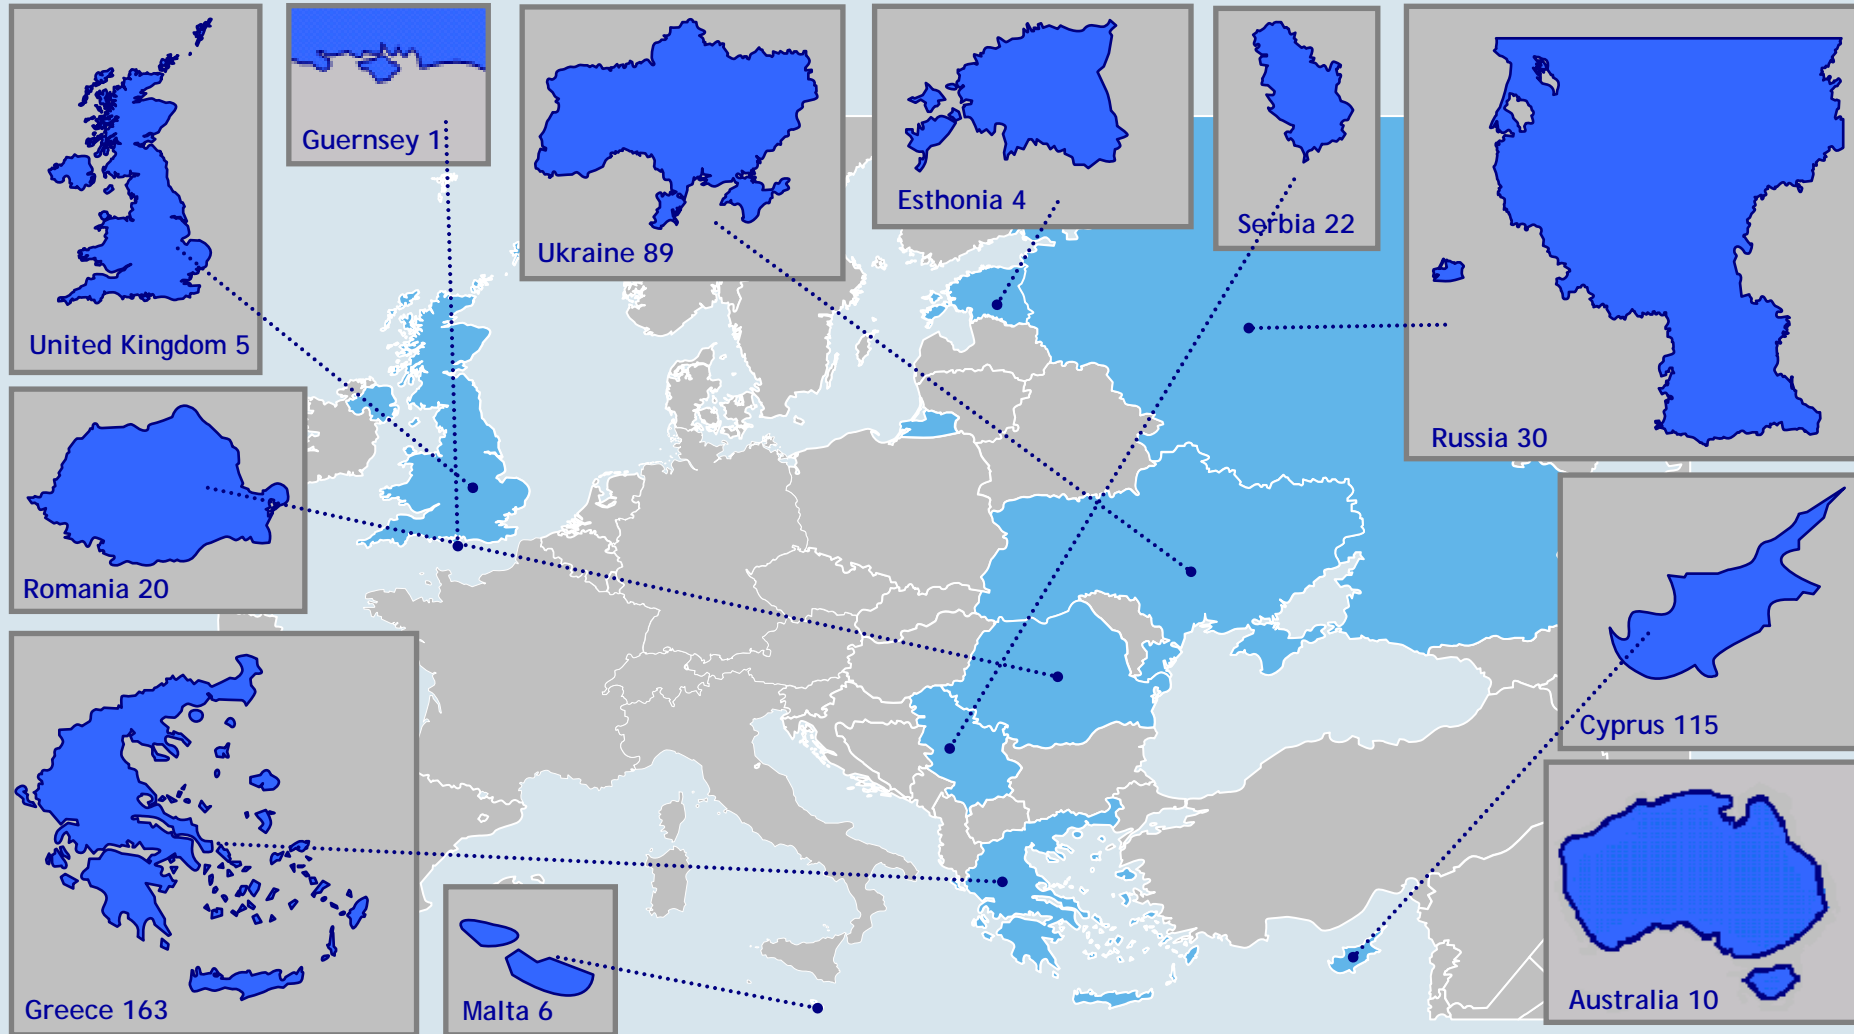 Guernsey 1
Esthonia 4
Serbia 22
Ukraine 89
United Kingdom 5
Russia 30
Romania 20
Cyprus 115
Greece 163
Malta 6
Australia 10